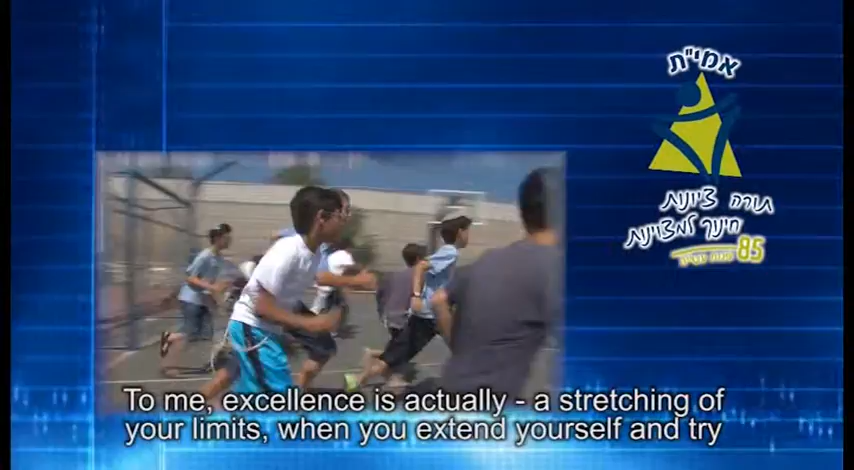 אמי"ת
תורה ציונות
חינוך למצוינות
85
To me, excellence is actually - a stretching of
your limits, when you extend yourself and try